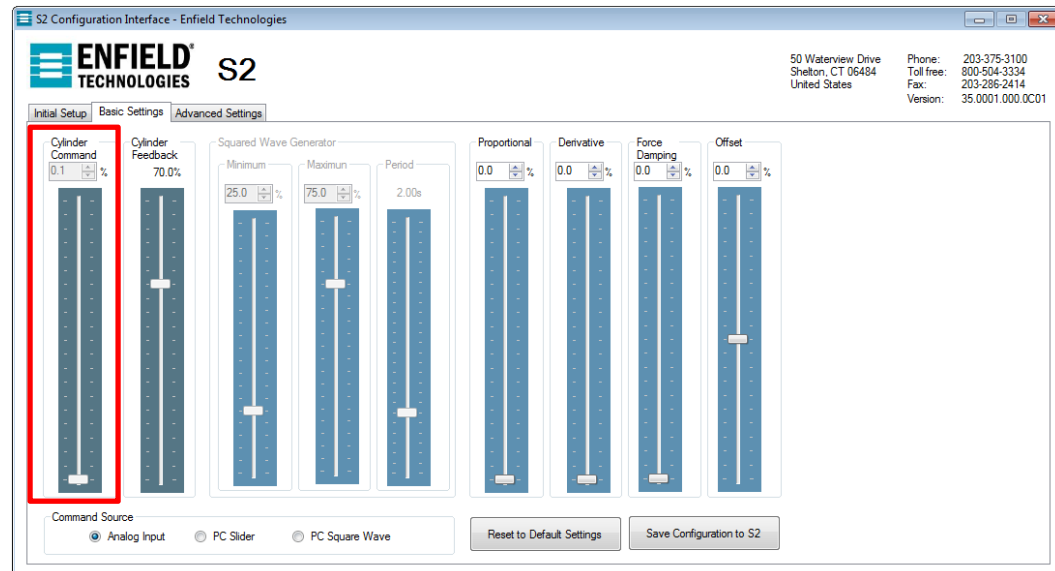 S2 Configuration Interface - Enfield Technologies
ENFIELD®
TECHNOLOGIES
S2
50 Waterview Drive
Shelton, CT 06484
United States
Phone: 203-375-3100
Toll free: 800-504-3334
Fax: 203-286-2414
Version: 35.0001.000.0C01
Initial Setup Basic Settings Advanced Settings
Cylinder Command
0.1 %
Cylinder Feedback
70.0%
Squared Wave Generator
Minimum
25.0 %
Maximun
75.0 %
Period
2.00s
Proportional
0.0 %
Derivative
0.0 %
Force Damping
0.0 %
Offset
0.0 %
Command Source
Analog Input PC Slider PC Square Wave
Reset to Default Settings
Save Configuration to S2